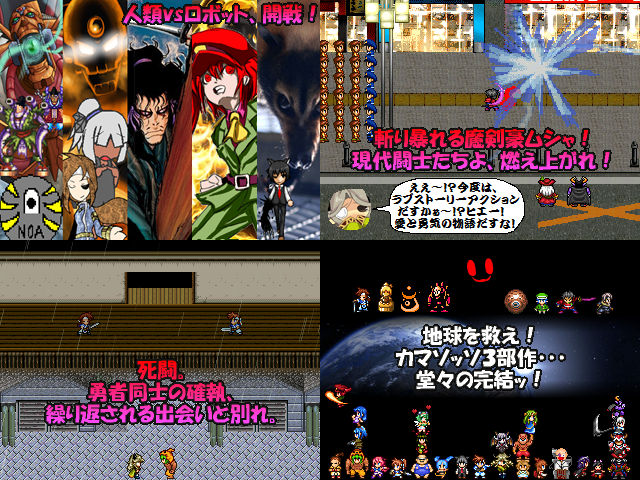 人類vsロボット、開戦！
NOA
斬り暴れる魔剣豪ムシャ！
現代闘士たちよ、燃え上がれ！
ええ～!?今度は、
ラブストーリーアクション
だすかぁ～!?ヒエー！
愛と勇気の物語だすな!
死闘。
勇者同士の確執、
繰り返される出会いと別れ。
地球を救え！
カマソッソ3部作･･･
堂々の完結ッ！